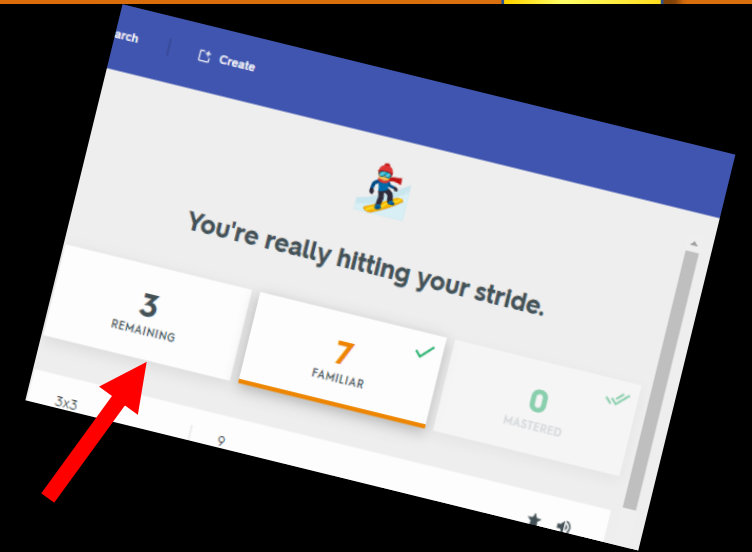 arch
Create
You're really hitting your stride.
3
REMAINING
7
FAMILIAR
0
MASTERED
3x3
9